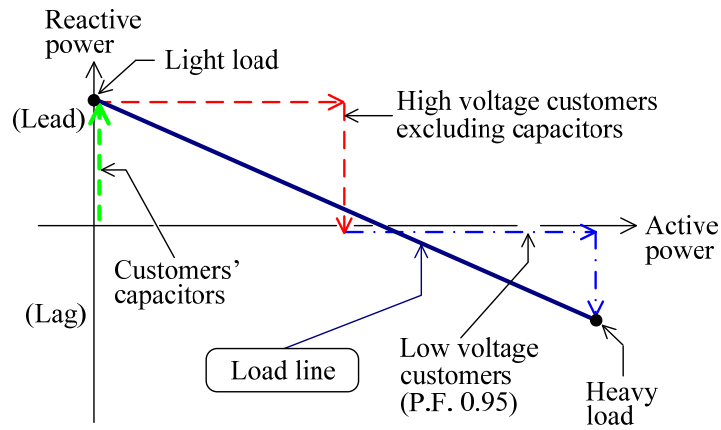 Reactive
power
Light load
(Lead)
High voltage customers
excluding capacitors
Active
power
Customers’
capacitors
(Lag)
Load line
Low voltage
customers
(P.F. 0.95)
Heavy
load